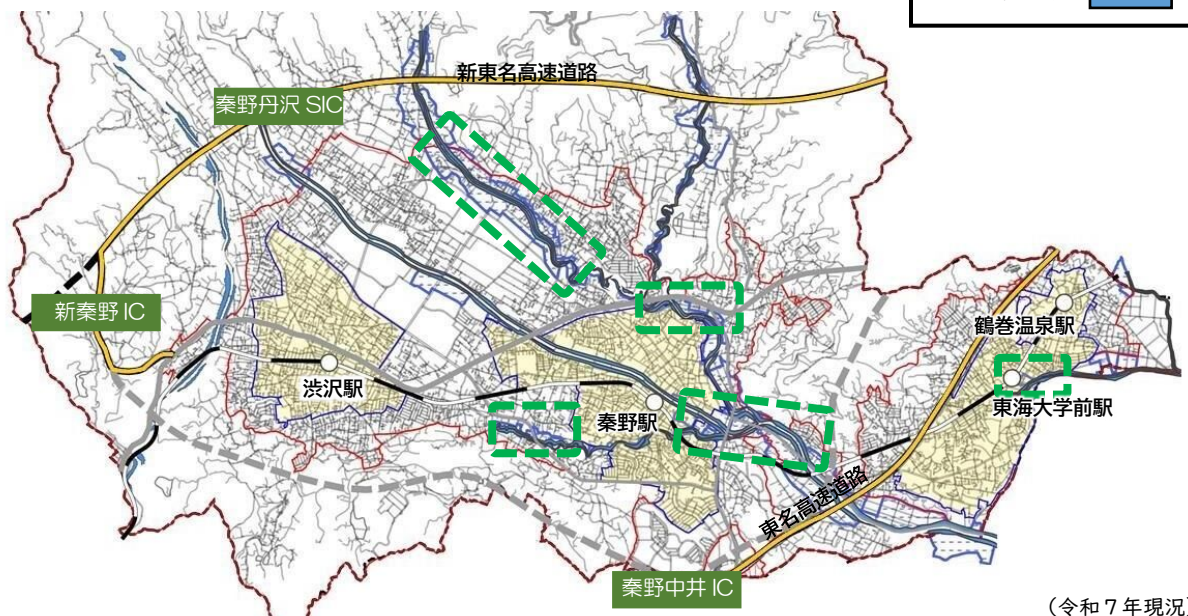 新東名高速道路
秦野丹沢 SIC
新秦野 IC
鶴巻温泉駅
渋沢駅
東海大学前駅
秦野駅
東名高速道路
秦野中井 IC
(令和7年現況)